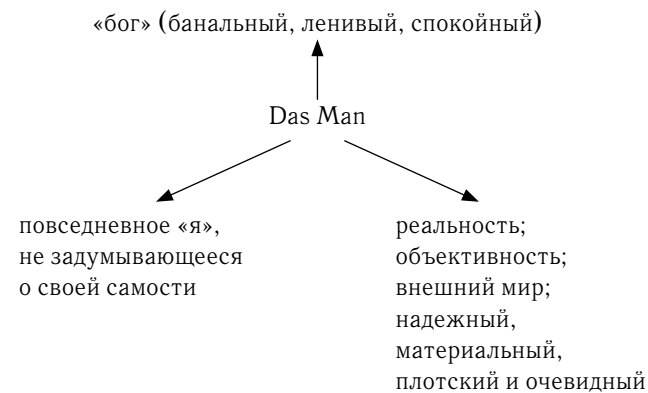 «бог» (банальный, ленивый, спокойный)
Das Man
повседневное «я»,
не задумывающееся
о своей самости
реальность;
объективность;
внешний мир;
надежный,
материальный,
плотский и очевидный